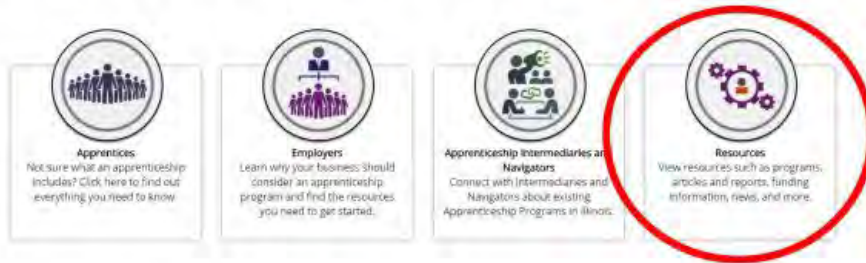 Apprentices
Not sure what an apprenticeship
includes? Click here to find out
everything you need to know
Employers
Learn why your business should
consider an apprenticeship
program and find the resources
you need to get started.
Apprenticeship Intermediaries an
Navigators
Connect with Intermediaries and
Navigators about existing
Apprenticeship Programs in Illinois.
Resources
View resources such as programs,
articles and reports, funding
information, news, and more.